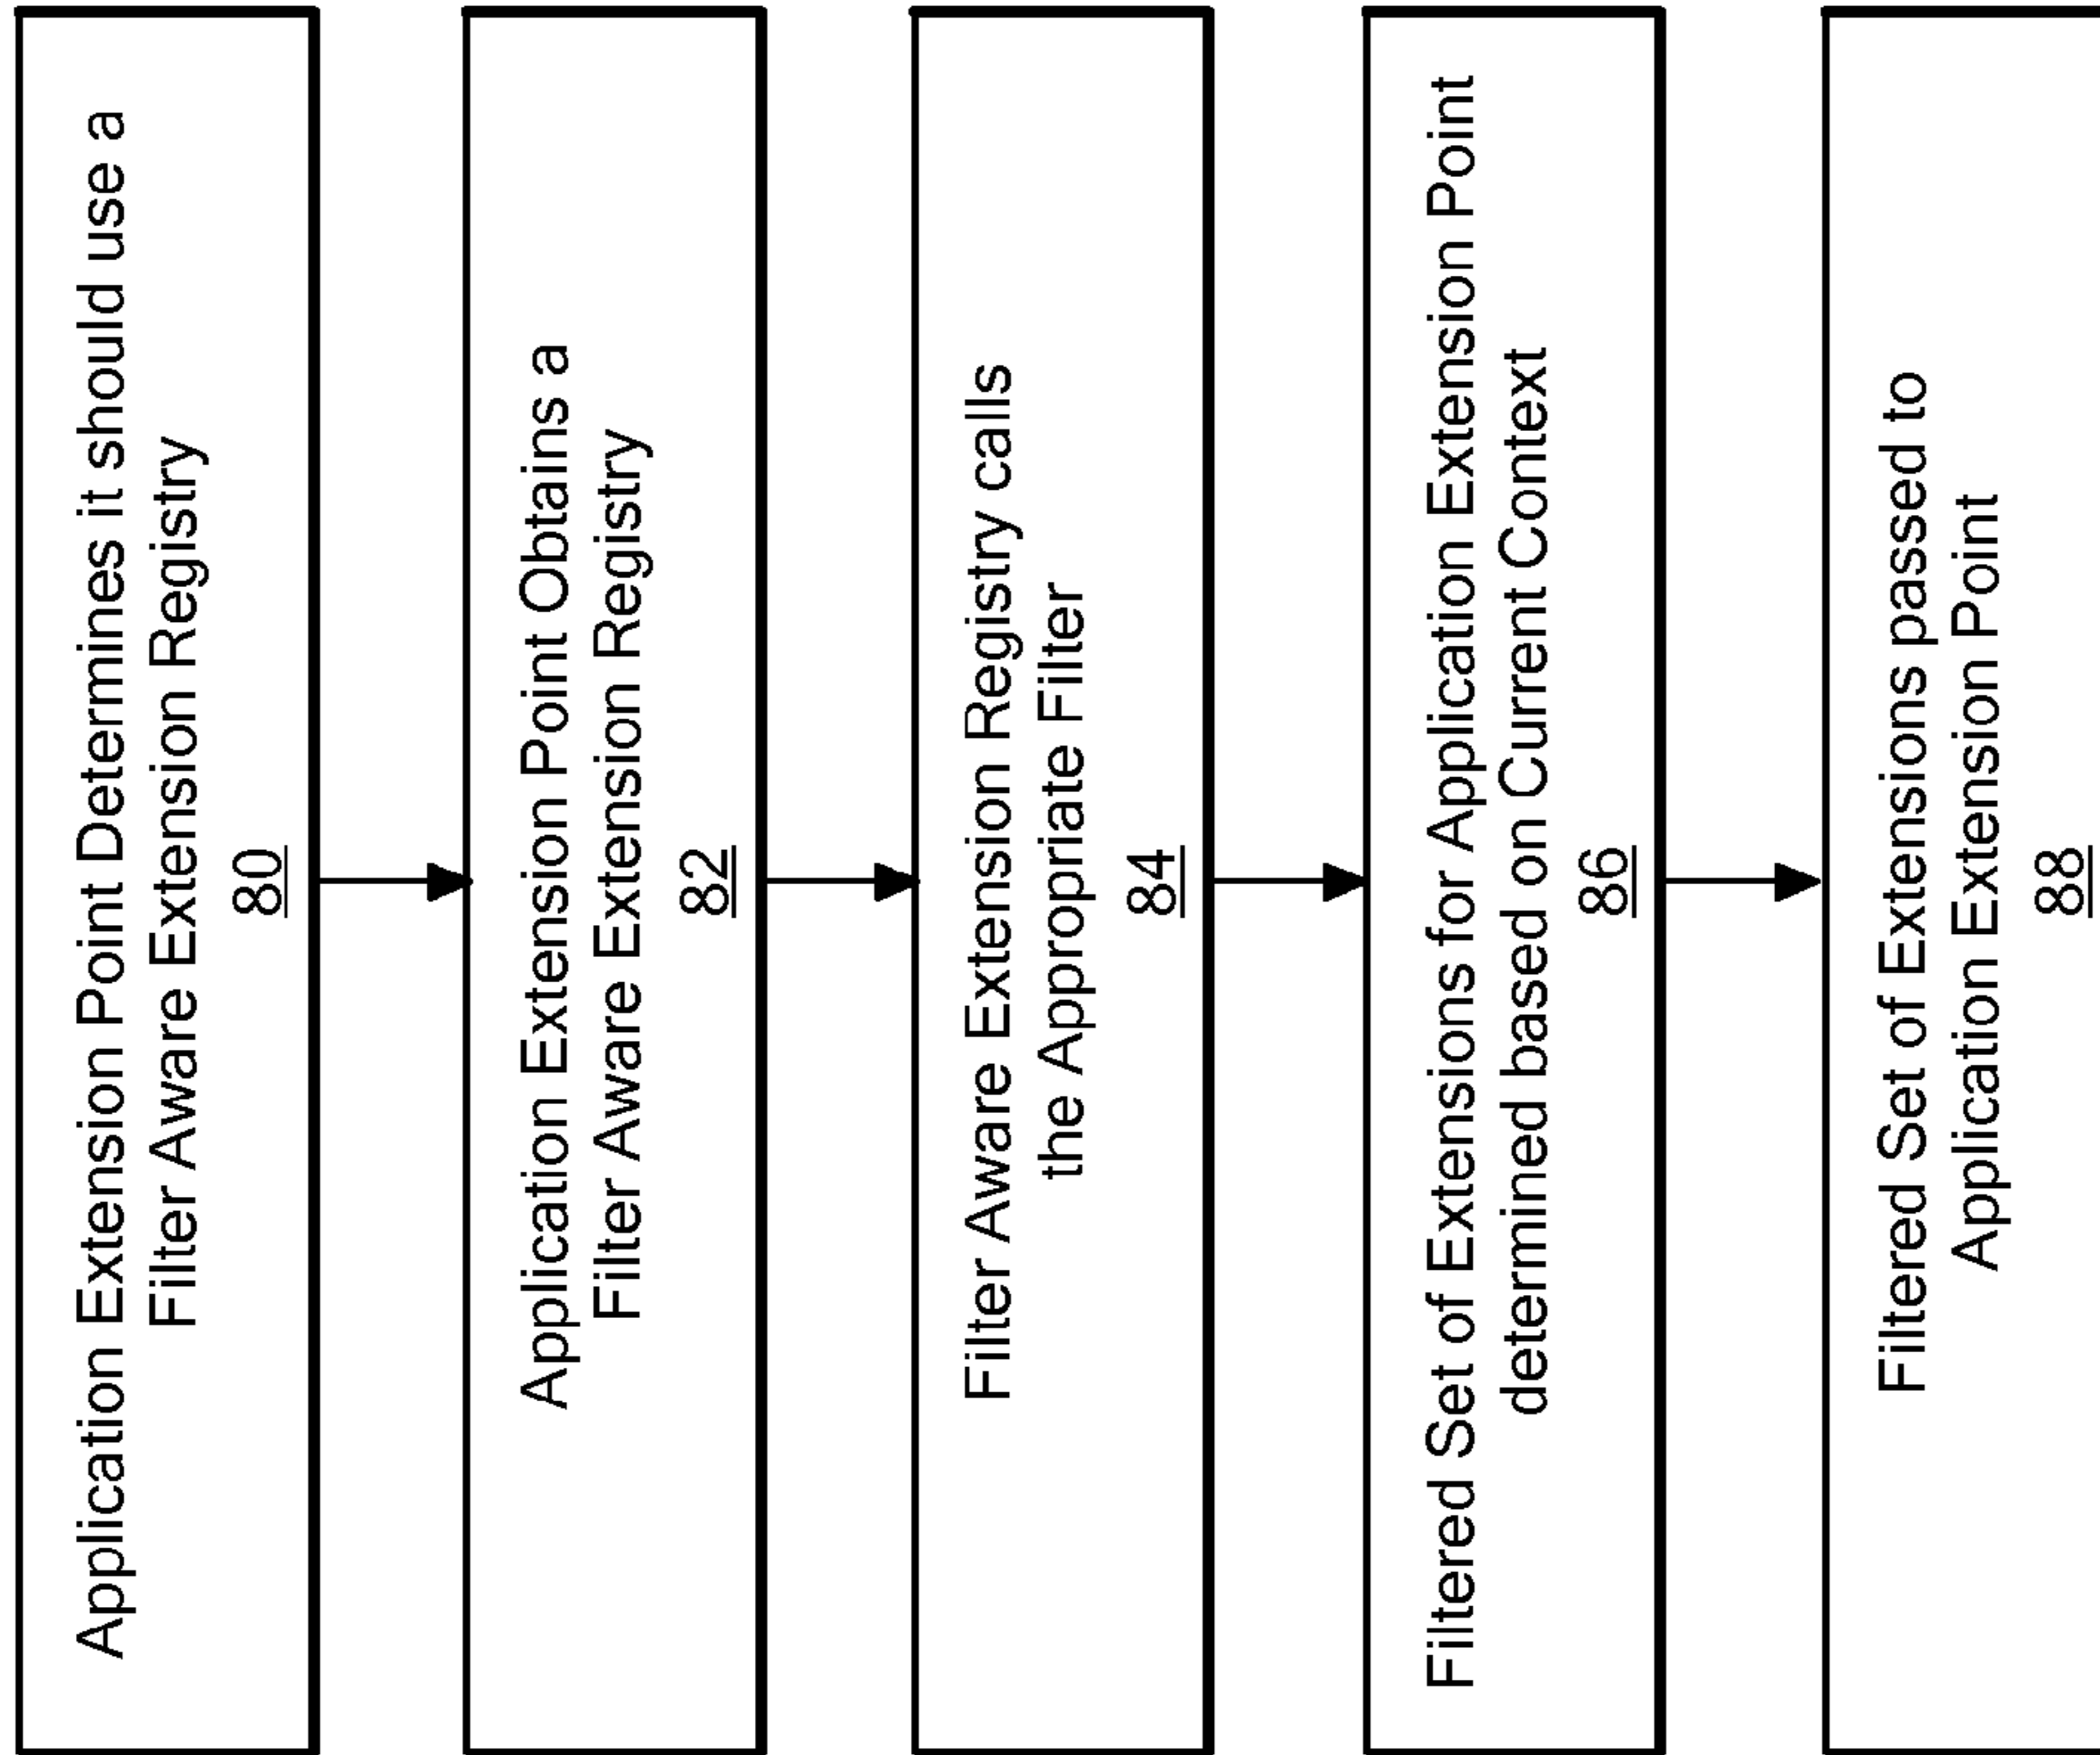 Application Extension Point Determines it should use a
Filter Aware Extension Registry
80
Application Extension Point Obtains a
Filter Aware Extension Registry
82
Filter Aware Extension Registry calls
the Appropriate Filter
84
Filtered Set of Extensions for Application Extension Point
determined based on Current Context
86
Filtered Set of Extensions passed to
Application Extension Point
88